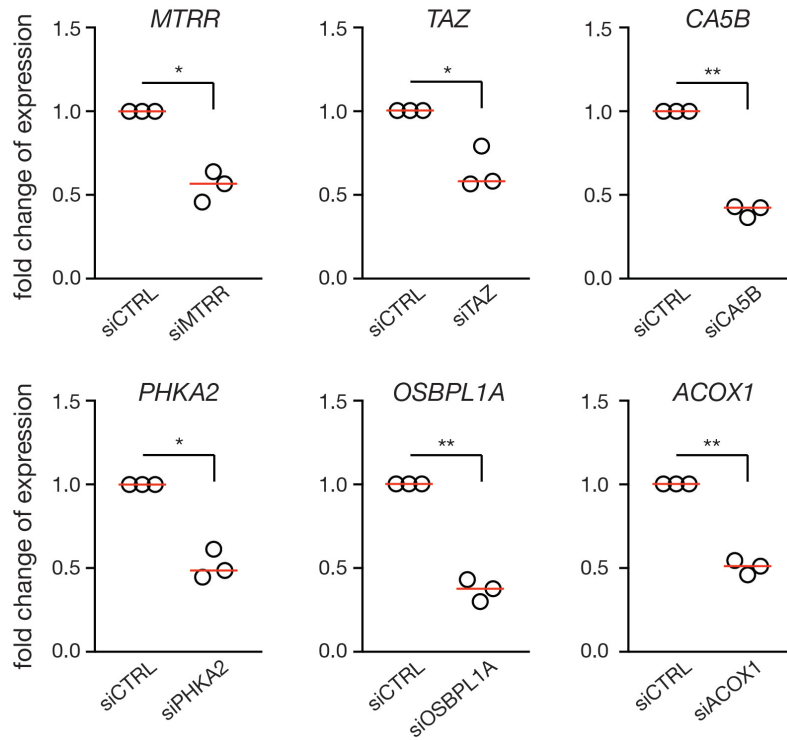 MTRR
TAZ
CA5B
fold change of expression
1.5
1.0
0.5
0.0
*
siCTRL
siMTRR
1.5
1.0
0.5
0.0
*
siCTRL
siTAZ
1.5
1.0
0.5
0.0
**
siCTRL
siCA5B
PHKA2
OSBPL1A
ACOX1
fold change of expression
1.5
1.0
0.5
0.0
*
siCTRL
siPHKA2
1.5
1.0
0.5
0.0
**
siCTRL
siOSBPL1A
1.5
1.0
0.5
0.0
**
siCTRL
siACOX1